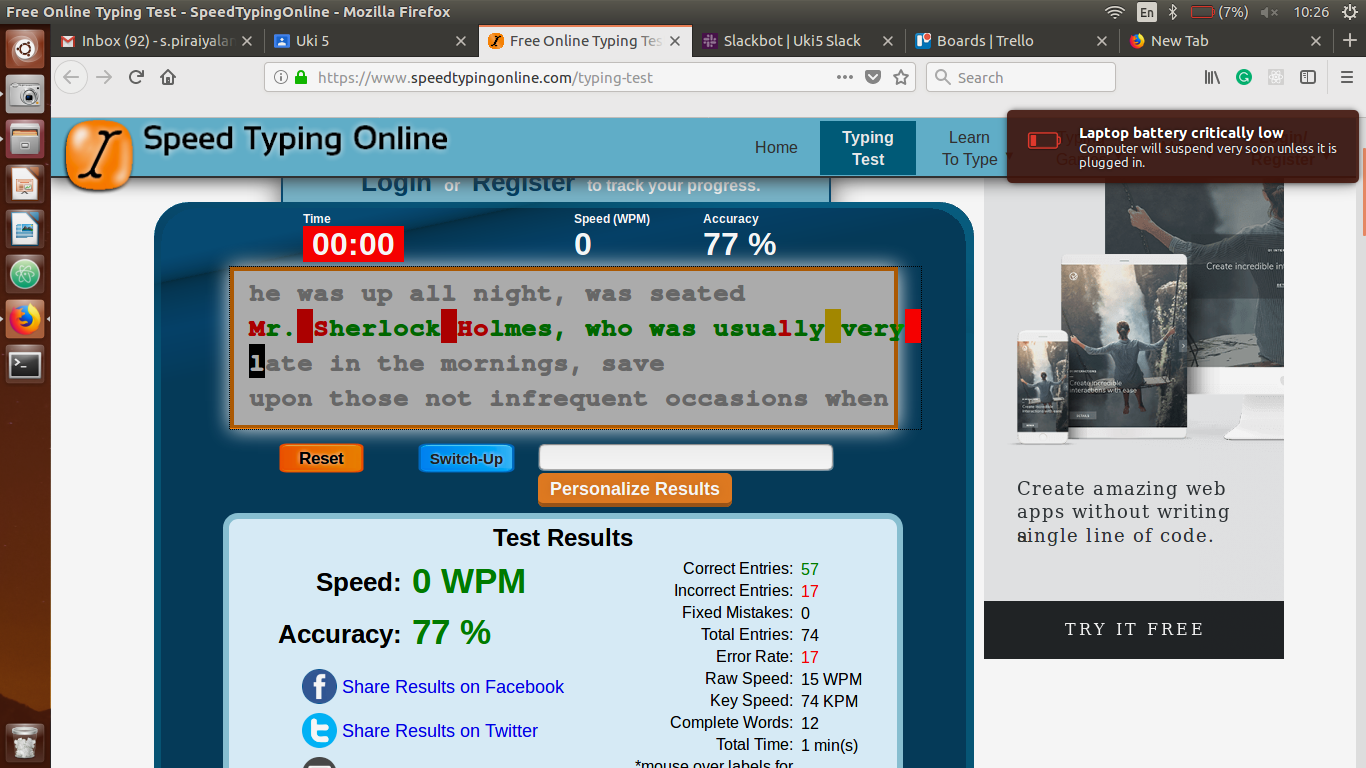 Free Online Typing Test - SpeedTypingOnline - Mozilla Firefox
En
(7%)
10:26
Inbox (92) - s.piraiyalar
Uki 5
Free Online Typing Tes
Slackbot | Uki5 Slack
Boards | Trello
New Tab
https://www.speedtypingonline.com/typing-test
Search
Speed Typing Online
Home
Typing
Test
Learn
To Type
Laptop battery critically low
Computer will suspend very soon unless it is
plugged in.
Login or Register to track your progress.
Time
00:00
Speed (WPM)
0
Accuracy
77 %
he was up all night, was seated
Mr. Sherlock Holmes, who was usually very
late in the mornings, save
upon those not infrequent occasions when
Reset
Switch-Up
Personalize Results
Test Results
Speed: 0 WPM
Accuracy: 77 %
Share Results on Facebook
Share Results on Twitter
Correct Entries: 57
Incorrect Entries: 17
Fixed Mistakes: 0
Total Entries: 74
Error Rate: 17
Raw Speed: 15 WPM
Key Speed: 74 KPM
Complete Words: 12
Total Time: 1 min(s)
*mouse over labels for
Create incredible
Create amazing web
apps without writing
single line of code.
TRY IT FREE